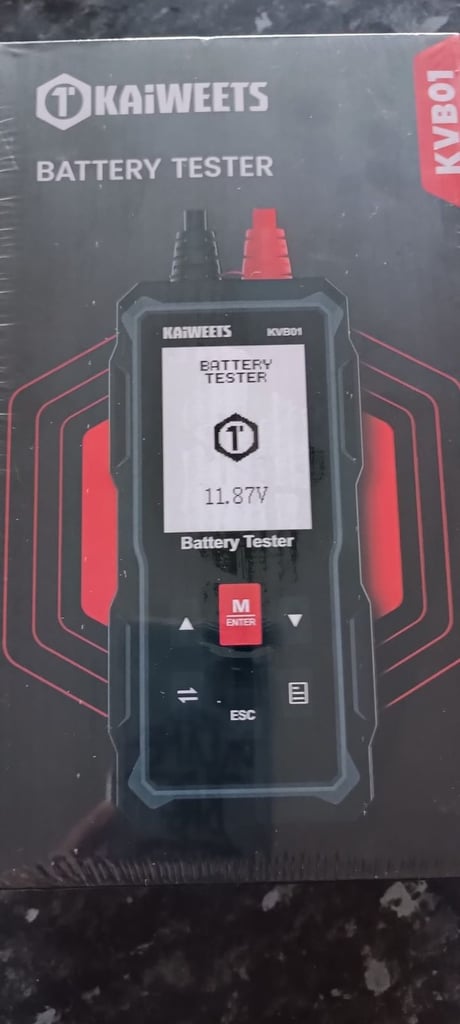 KAiWEETS
KVB01
BATTERY TESTER
KAiWEETS KVB01
BATTERY
TESTER
11.87V
Battery Tester
M
ENTER
ESC